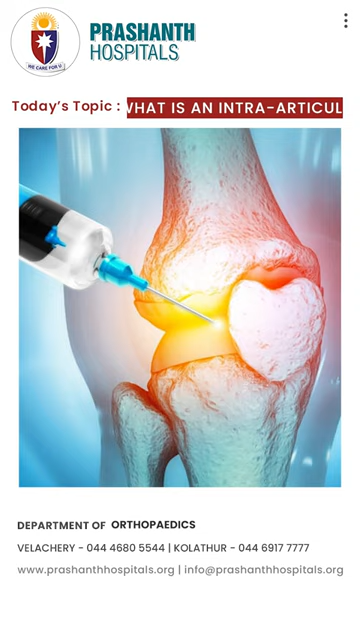 WE CARE FOR U
PRASHANTH
HOSPITALS
Today's Topic : WHAT IS AN INTRA-ARTICUL
DEPARTMENT OF ORTHOPAEDICS
VELACHERY - 044 4680 5544 | KOLATHUR - 044 6917 7777
www.prashanthhospitals.org | info@prashanthhospitals.org